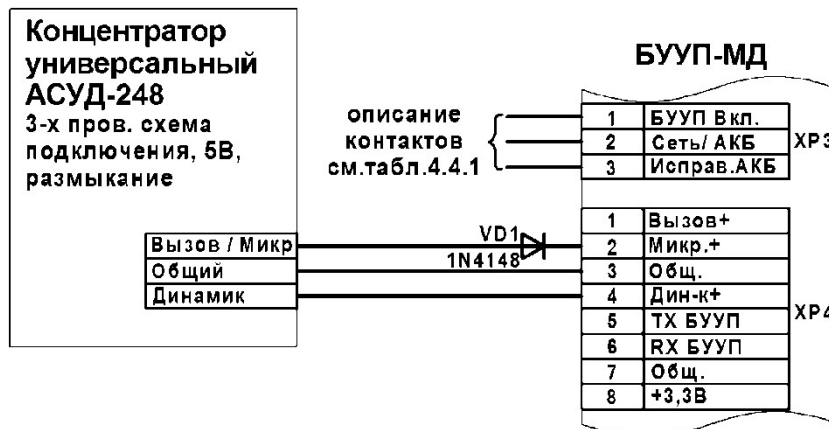 Концентратор
универсальный
АСУД-248
3-х пров. схема
подключения, 5В,
размыкание
Вызов / Микр
Общий
Динамик
описание
контактов
см.табл.4.4.1
VD1
1N4148
БУУП-МД
1 БУУП Вкл.
2 Сеть/ АКБ
3 Исправ.АКБ
XP3
1 Вызов+
2 Микр.+
3 Общ.
4 Дин-к+
5 TX БУУП
6 RX БУУП
7 Общ.
8 +3,3В
XP4